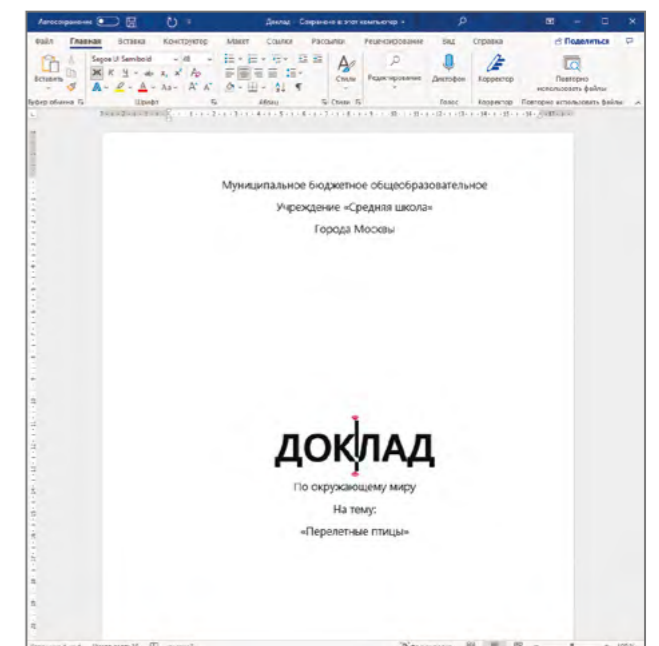 Автосохранение Доклад - Сохранено в этот компьютер
Файл Главная Вставка Конструктор Макет Ссылки Рассылки Рецензирование Вид Справка Поделиться
Segoe UI Semibold 48
Вставить Ж К Ч Стили Редактирование Диктофон Корректор Повторно
использовать файлы
Буфер обмена Шрифт Абзац Стили Голос Корректор Повторно использовать файлы
Муниципальное бюджетное общеобразовательное
Учреждение «Средняя школа»
Города Москвы
ДОКЛАД
По окружающему миру
На тему:
«Перелетные птицы»